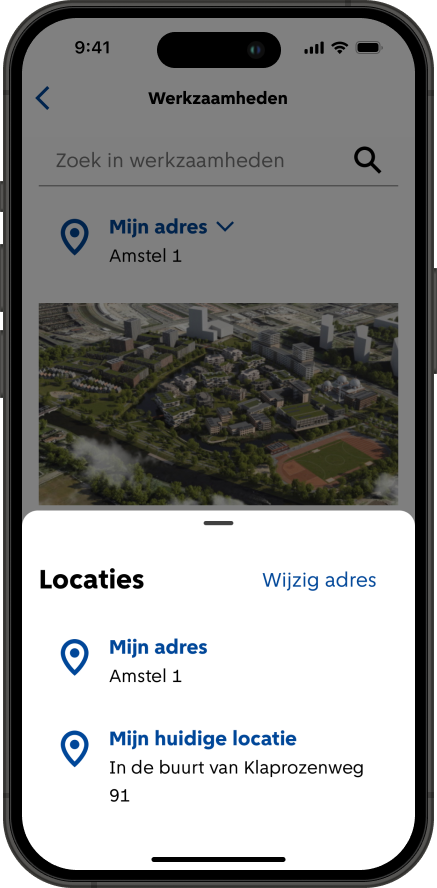 9:41
Werkzaamheden
Zoek in werkzaamheden
Mijn adres
Amstel 1
Locaties
Wijzig adres
Mijn adres
Amstel 1
Mijn huidige locatie
In de buurt van Klaprozenweg
91